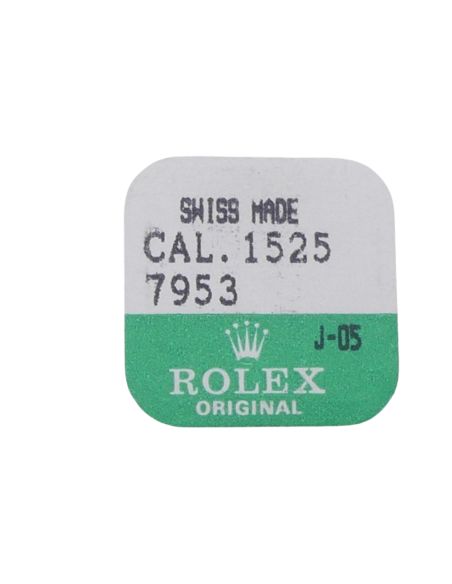 SWISS MADE
CAL. 1525
7953
J-05
ROLEX
ORIGINAL